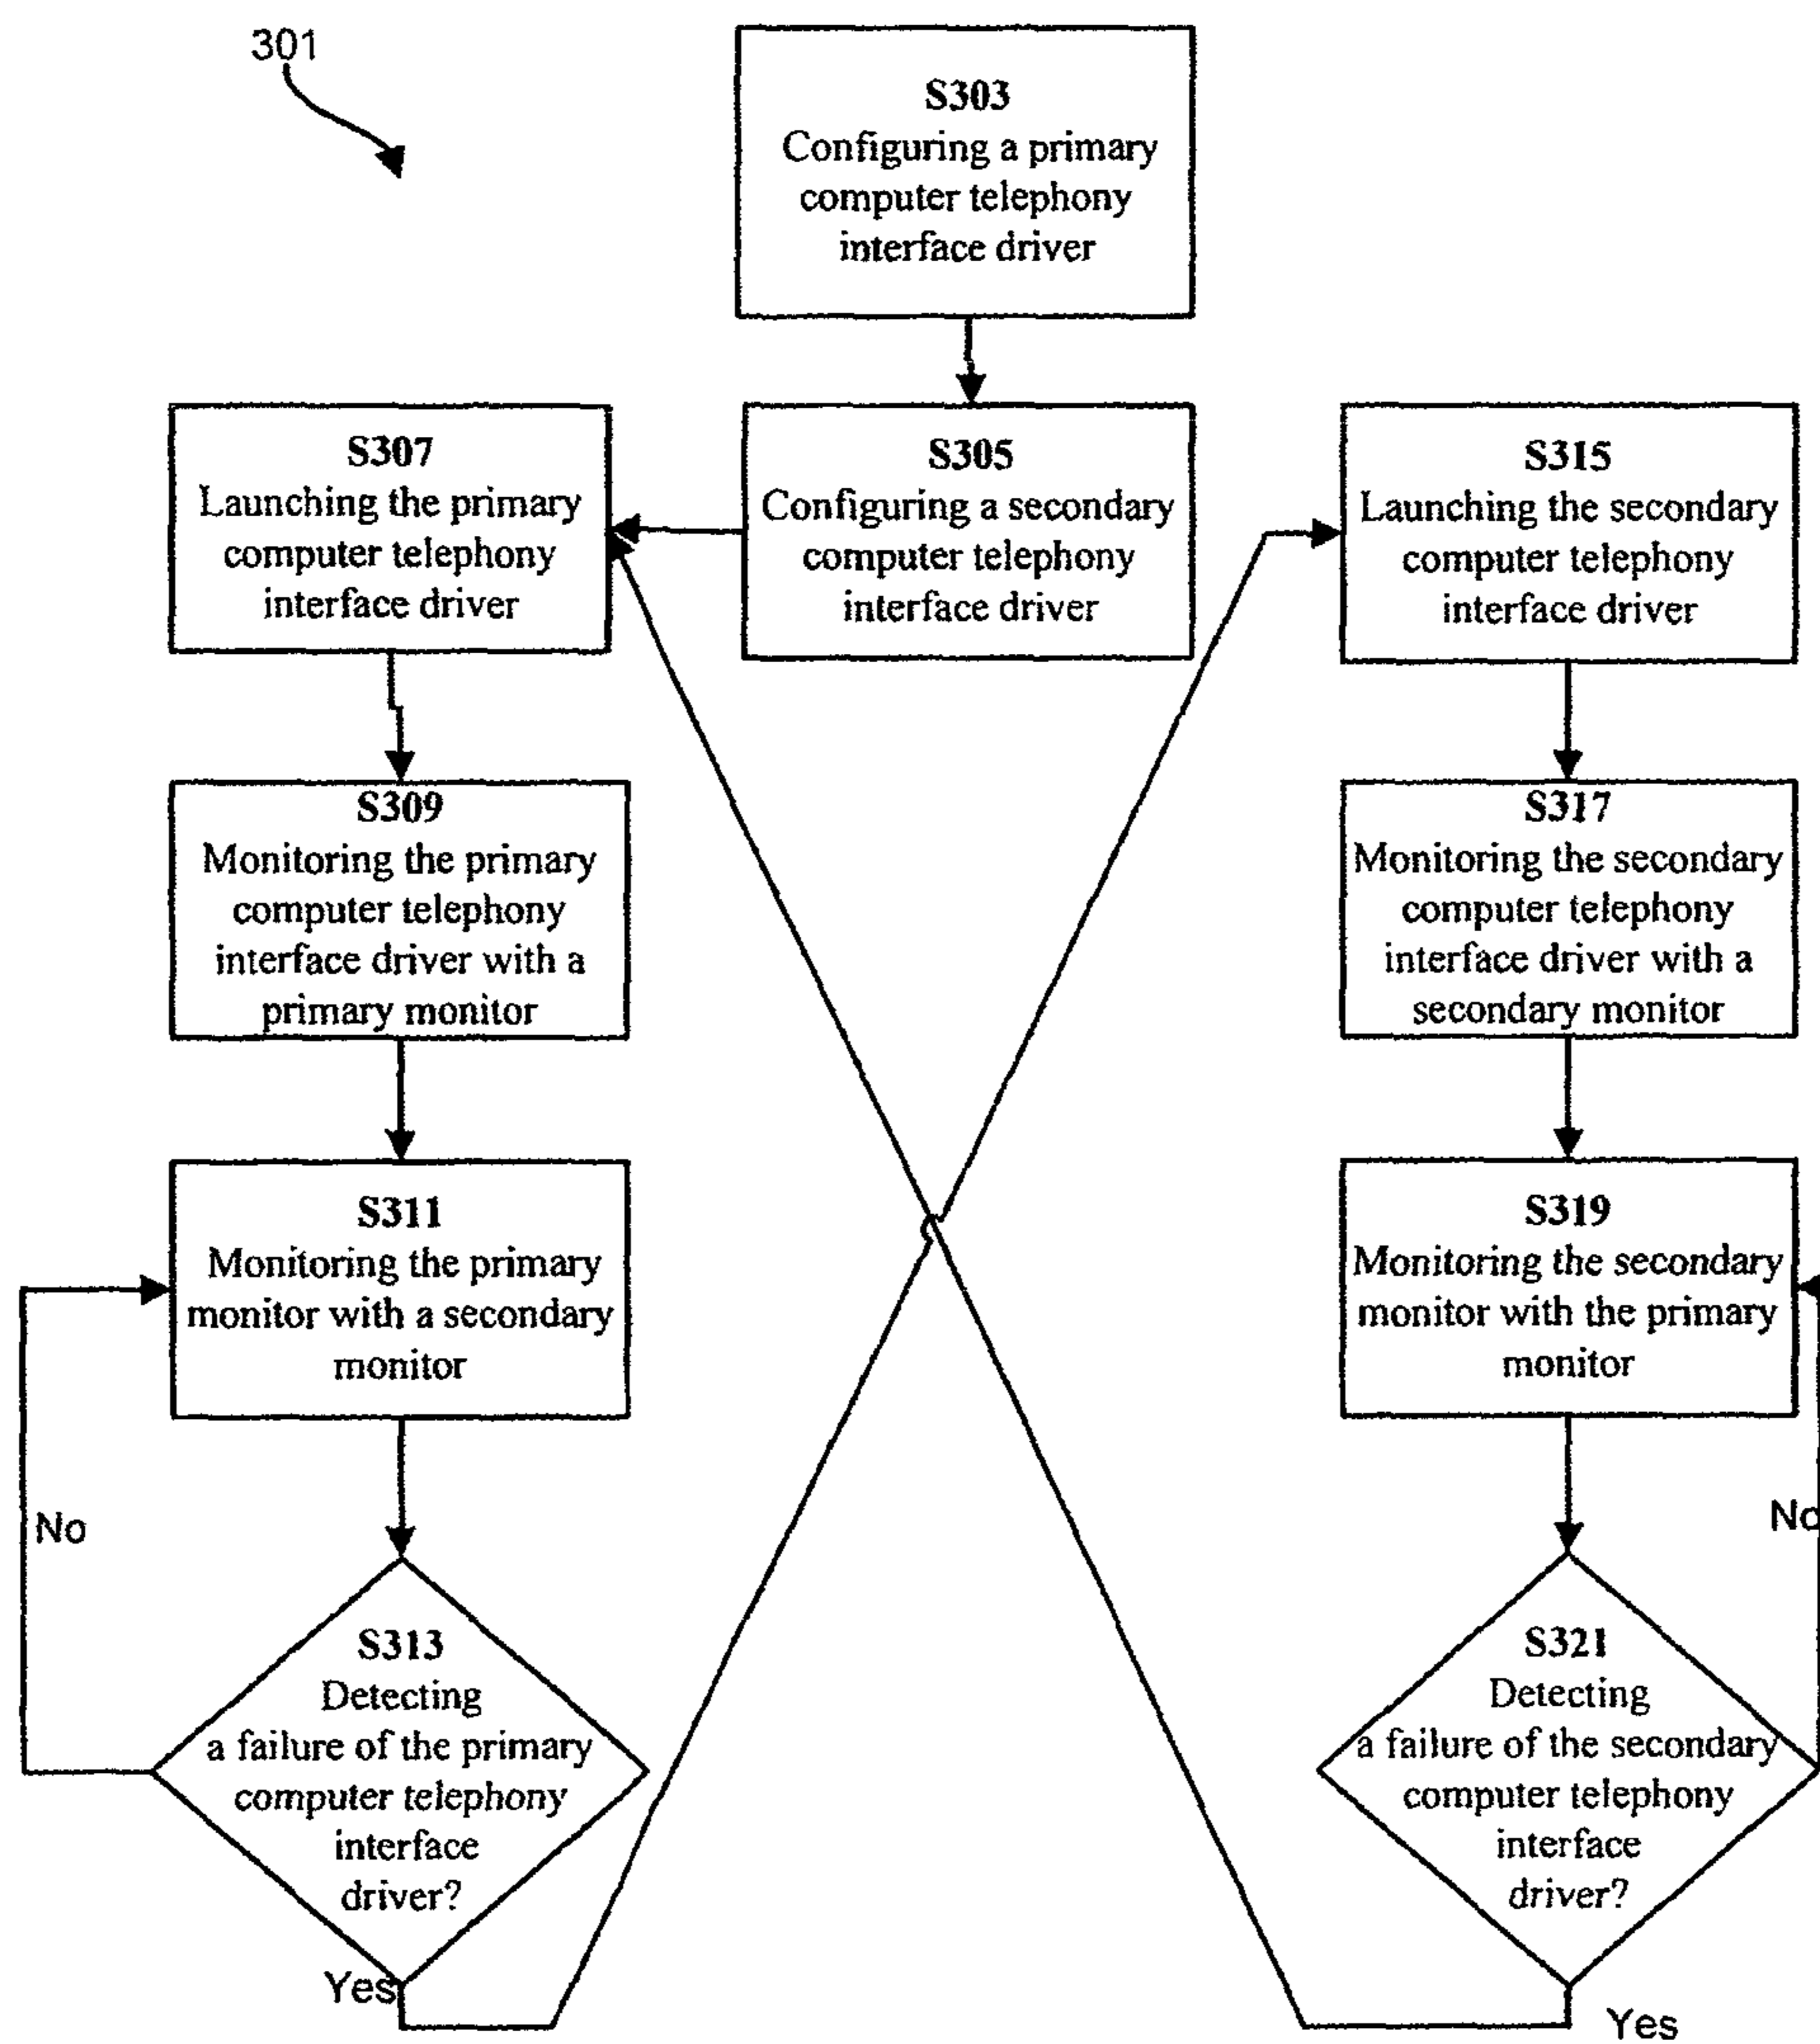 301
S303
Configuring a primary
computer telephony
interface driver
S307
Launching the primary
computer telephony
interface driver
S305
Configuring a secondary
computer telephony
interface driver
S315
Launching the secondary
computer telephony
interface driver
S309
Monitoring the primary
computer telephony
interface driver with a
primary monitor
S317
Monitoring the secondary
computer telephony
interface driver with a
secondary monitor
S311
Monitoring the primary
monitor with a secondary
monitor
S319
Monitoring the secondary
monitor with the primary
monitor
No
No
S313
Detecting
a failure of the primary
computer telephony
interface
driver?
S321
Detecting
a failure of the secondary
computer telephony
interface
driver?
Yes
Yes